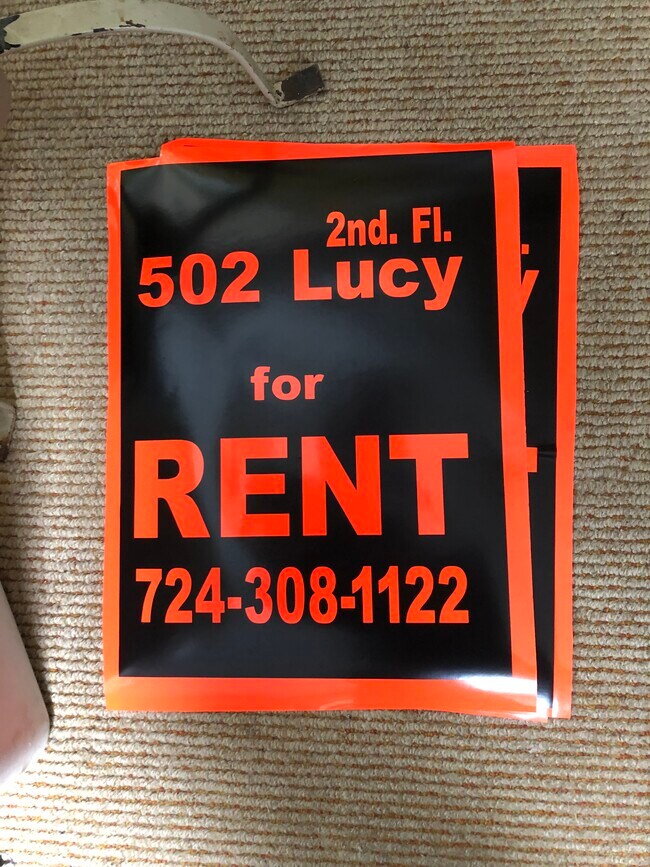 2nd. Fl.
502 Lucy
for
RENT
724-308-1122